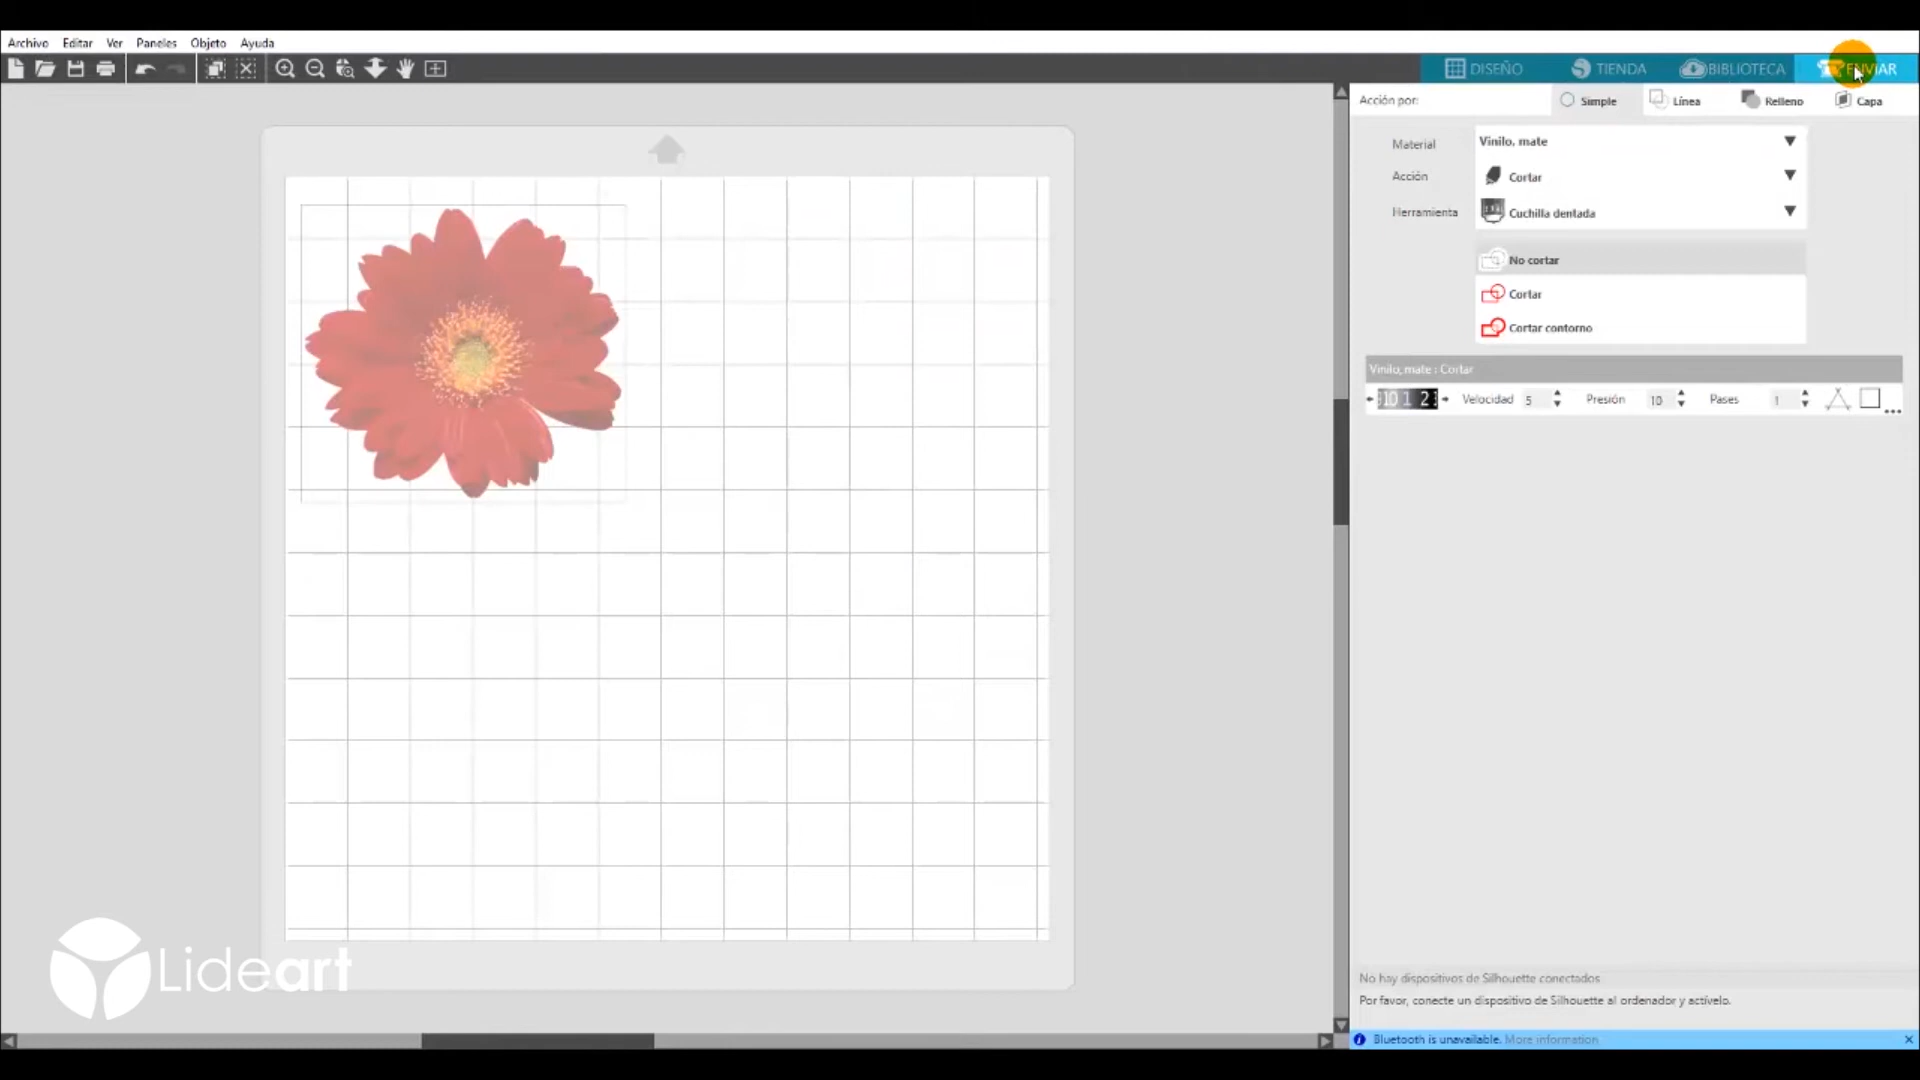 Archivo Editar Ver Paneles Objeto Ayuda
DISEÑO TIENDA BIBLIOTECA ENVIAR
Acción por: Simple Línea Relleno Capa
Material Vinilo, mate
Acción Cortar
Herramienta Cuchilla dentada
No cortar
Cortar
Cortar contorno
Vinilo, mate : Cortar
10 1 2 Velocidad 5 Presión 10 Pases 1
Lideart
No hay dispositivos de Silhouette conectados
Por favor, conecte un dispositivo de Silhouette al ordenador y actívelo.
Bluetooth is unavailable. More information